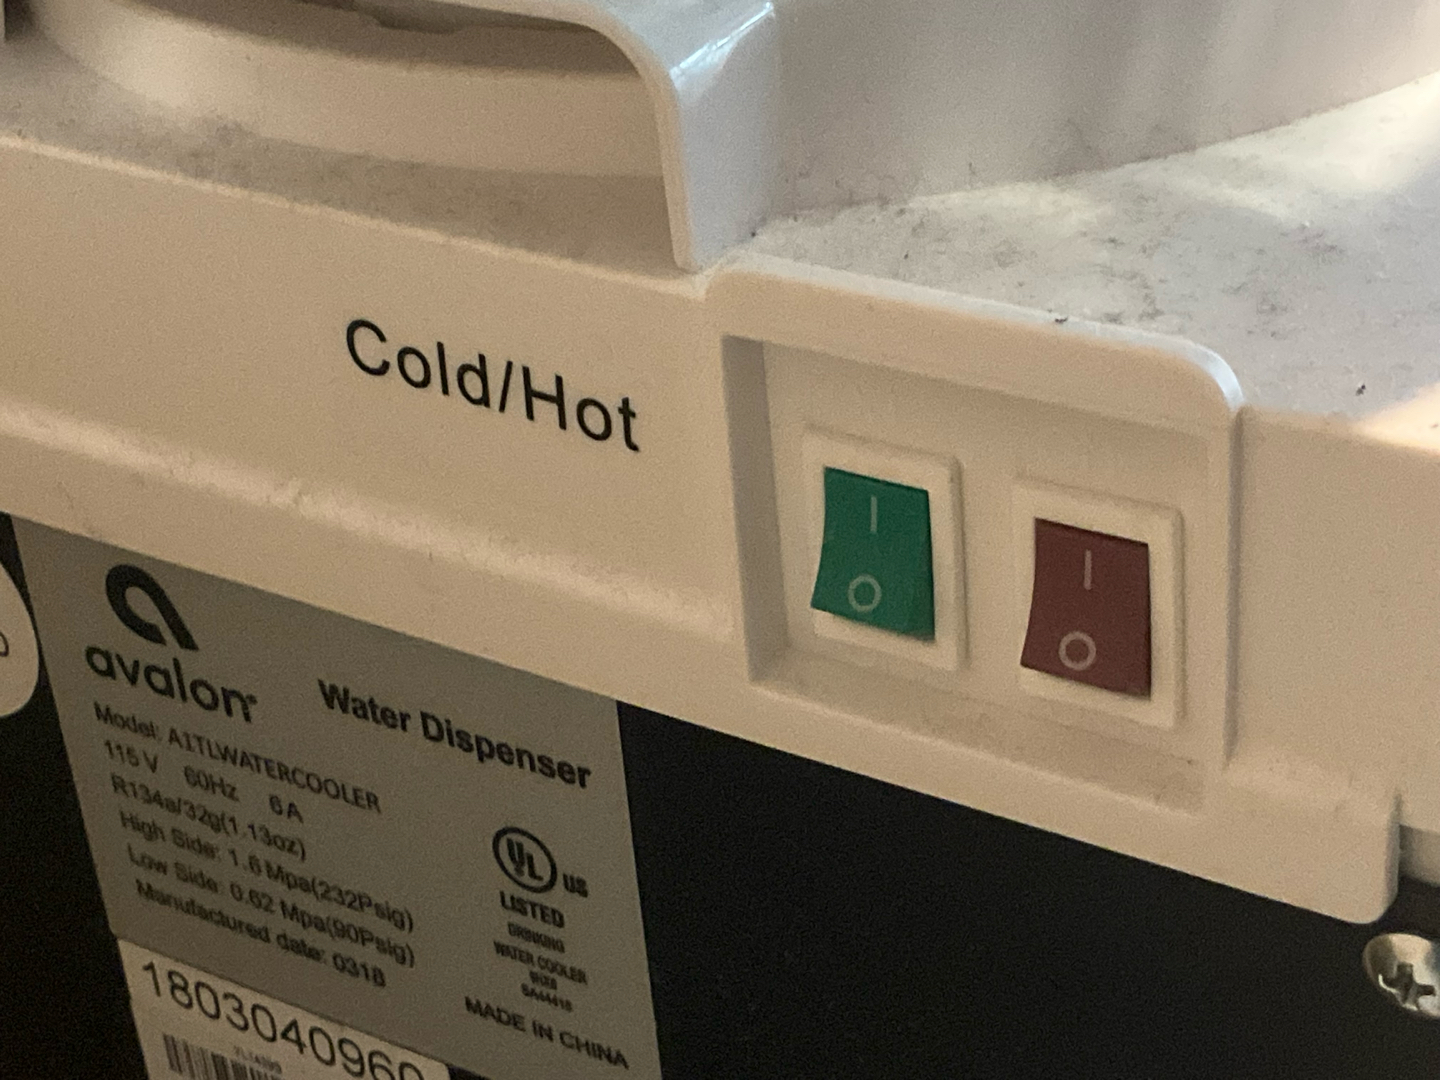 Cold/Hot
I
O
I
O
avalon
Water Dispenser
Model: A1TLWATERCOOLER
115 V 60Hz 6 A
R134a/32g(1.13oz)
High Side: 1.6 Mpa(232Psig)
Low Side: 0.62 Mpa(90Psig)
Manufactured date: 0318
UL US
LISTED
DRINKING
WATER COOLER
MADE IN CHINA
1803040960